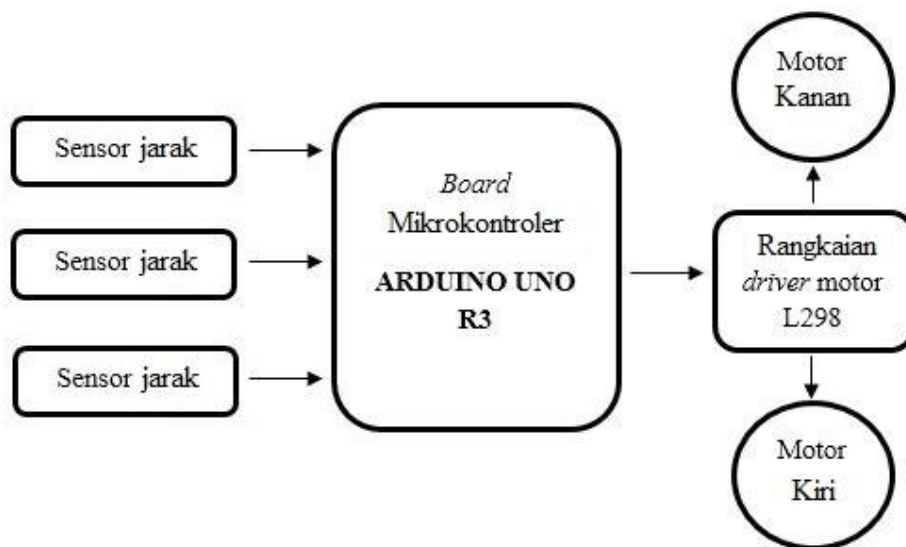 Sensor jarak
Sensor jarak
Sensor jarak
Board
Mikrokontroler
ARDUINO UNO
R3
Motor
Kanan
Rangkaian
driver motor
L298
Motor
Kiri